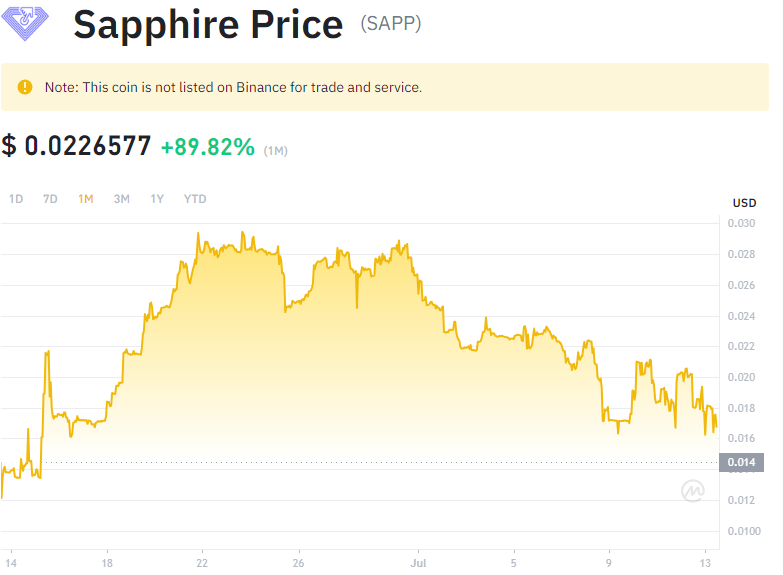 Sapphire Price (SAPP)
Note: This coin is not listed on Binance for trade and service.
$ 0.0226577 +89.82% (1M)
1D 7D 1M 3M 1Y YTD
USD
0.030
0.028
0.026
0.024
0.022
0.020
0.018
0.016
0.014
0.012
0.0100
14 18 22 26 Jul 5 9 13